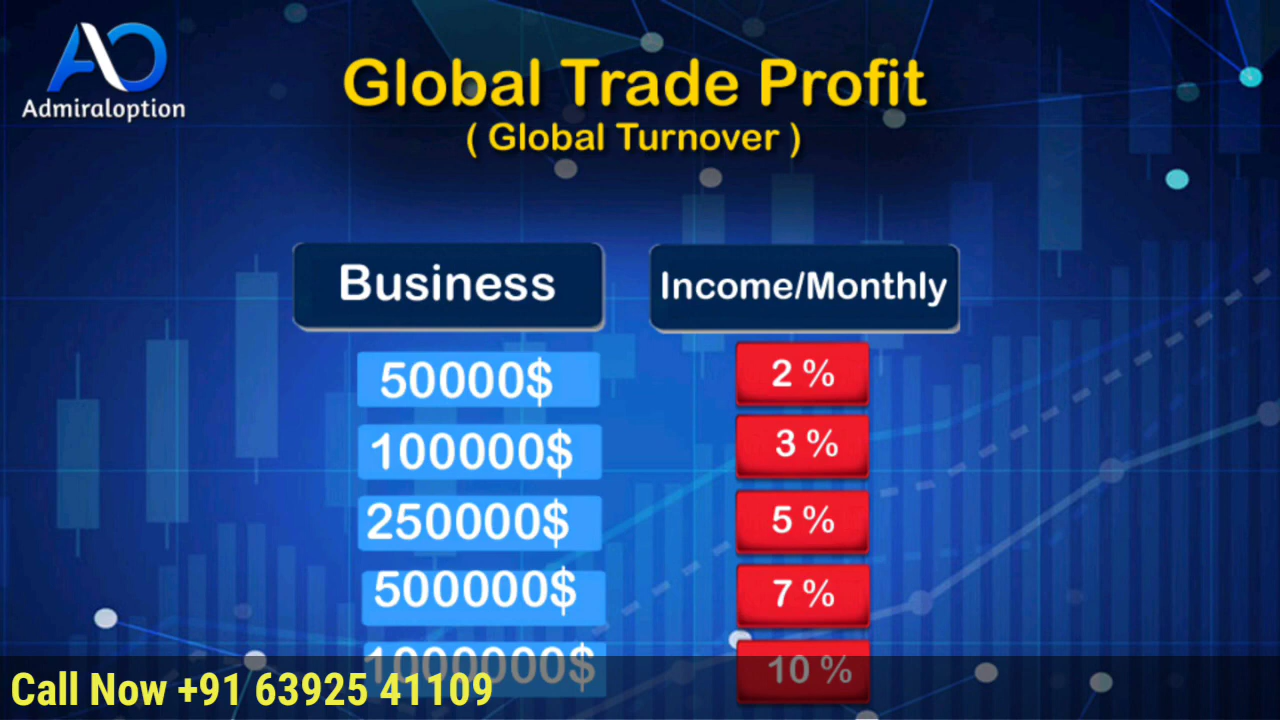 Admiraloption
Global Trade Profit
( Global Turnover )
Business Income/Monthly
50000$ 2 %
100000$ 3 %
250000$ 5 %
500000$ 7 %
1000000$ 10 %
Call Now +91 63925 41109